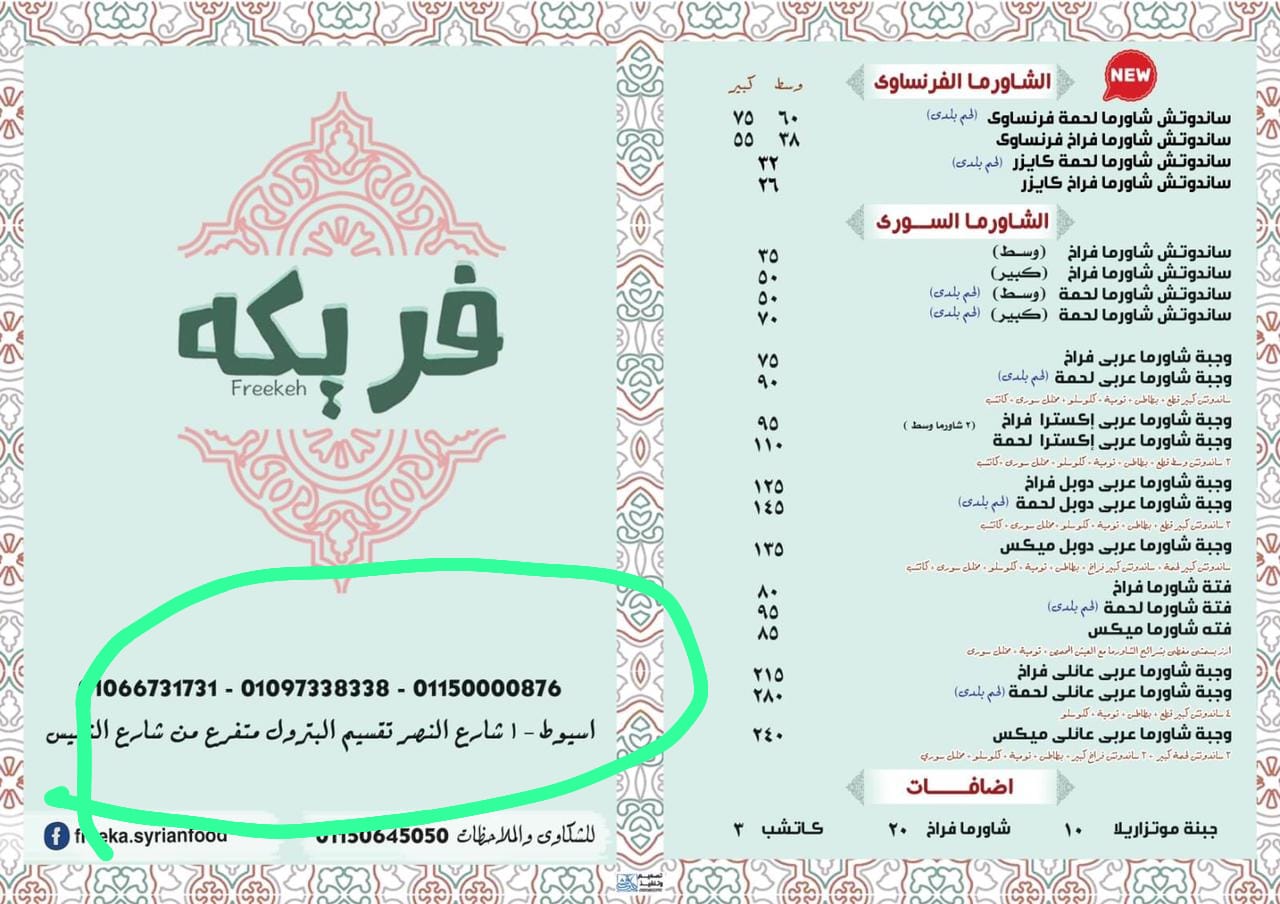 NEW
الشاورما الفرنساوى
وسط كبير
ساندوتش شاورما لحمة فرنساوى (لحم بلدى) ٦٠ ٧٥
ساندوتش شاورما فراخ فرنساوى ٣٨ ٥٥
ساندوتش شاورما لحمة كايزر (لحم بلدى) ٣٢
ساندوتش شاورما فراخ كايزر ٢٦
الشاورما السورى
ساندوتش شاورما فراخ (وسط) ٣٥
ساندوتش شاورما فراخ (كبير) ٥٠
ساندوتش شاورما لحمة (وسط) (لحم بلدى) ٥٠
ساندوتش شاورما لحمة (كبير) (لحم بلدى) ٧٠
وجبة شاورما عربى فراخ ٧٥
وجبة شاورما عربى لحمة (لحم بلدى) ٩٠
ساندوتش كبير قطع + بطاطس + تومية + كلوسلو + مخلل سورى + كاتشب
وجبة شاورما عربى إكسترا فراخ (٢ شاورما وسط) ٩٥
وجبة شاورما عربى إكسترا لحمة ١١٠
٢ ساندوتش وسط قطع + بطاطس + تومية + كلوسلو + مخلل سورى + كاتشب
وجبة شاورما عربى دوبل فراخ ١٢٥
وجبة شاورما عربى دوبل لحمة (لحم بلدى) ١٤٥
٢ ساندوتش كبير قطع + بطاطس + تومية + كلوسلو + مخلل سورى + كاتشب
وجبة شاورما عربى دوبل ميكس ١٣٥
ساندوتش كبير لحمة + ساندوتش كبير فراخ + بطاطس + تومية + كلوسلو + مخلل سورى + كاتشب
فتة شاورما فراخ ٨٠
فتة شاورما لحمة (لحم بلدى) ٩٥
فته شاورما ميكس ٨٥
ارز بسمتى مغطى بشرائح الشاورما مع العيش المحمص + تومية + مخلل سورى
وجبة شاورما عربى عائلى فراخ ٢١٥
وجبة شاورما عربى عائلى لحمة (لحم بلدى) ٢٨٠
٤ ساندوتش كبير قطع + بطاطس + تومية + كلوسلو
وجبة شاورما عربى عائلى ميكس ٢٤٠
٢ ساندوتش لحمة كبير + ٢ ساندوتش فراخ كبير + بطاطس + تومية + كلوسلو + مخلل سوري
اضافات
جبنة موتزاريلا ١٠ شاورما فراخ ٢٠ كاتشب ٣
فريكه
Freekeh
01066731731 - 01097338338 - 01150000876
اسيوط - ١ شارع النصر تقسيم البترول متفرع من شارع
للشكاوى والملاحظات 01150645050
freeka.syrianfood
تصميم
وتنفيذ